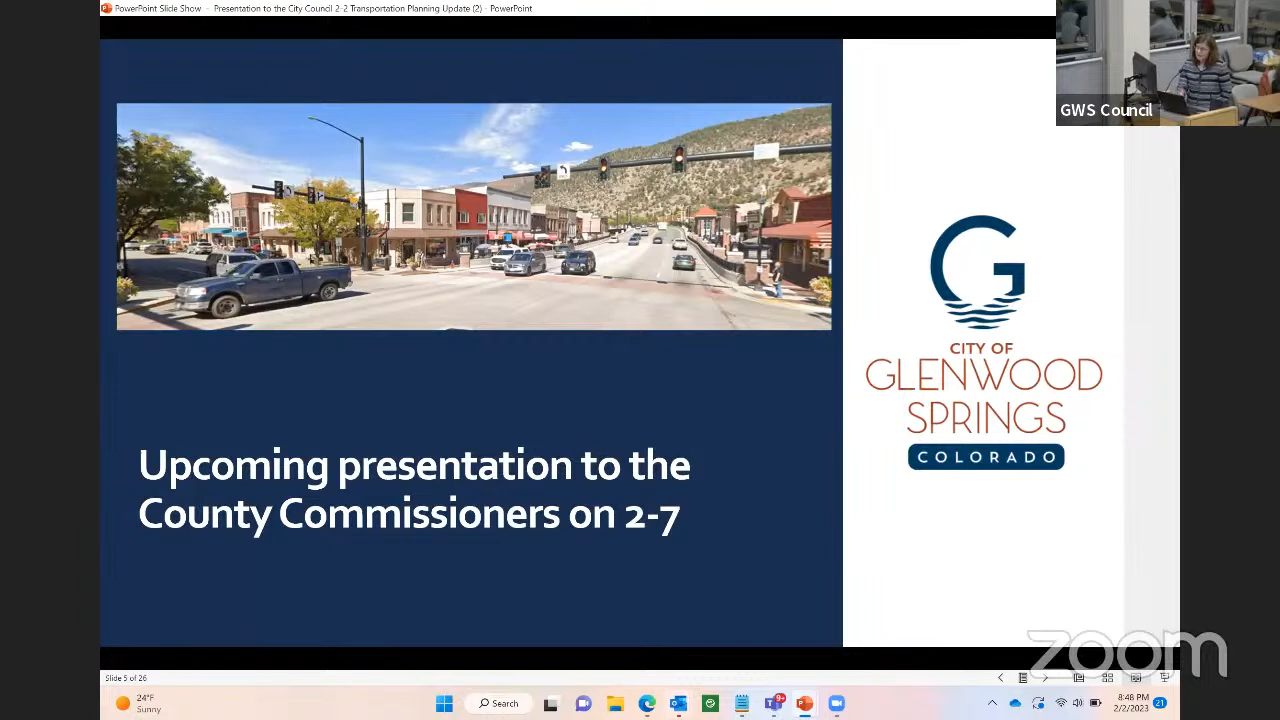 PowerPoint Slide Show - Presentation to the City Council 2-2 Transportation Planning Update (2) - PowerPoint
GWS Council
G
CITY OF
GLENWOOD
SPRINGS
COLORADO
Upcoming presentation to the
County Commissioners on 2-7
zoom
Slide 5 of 26
24°F
Sunny
Search
9+
8:48 PM
2/2/2023
21